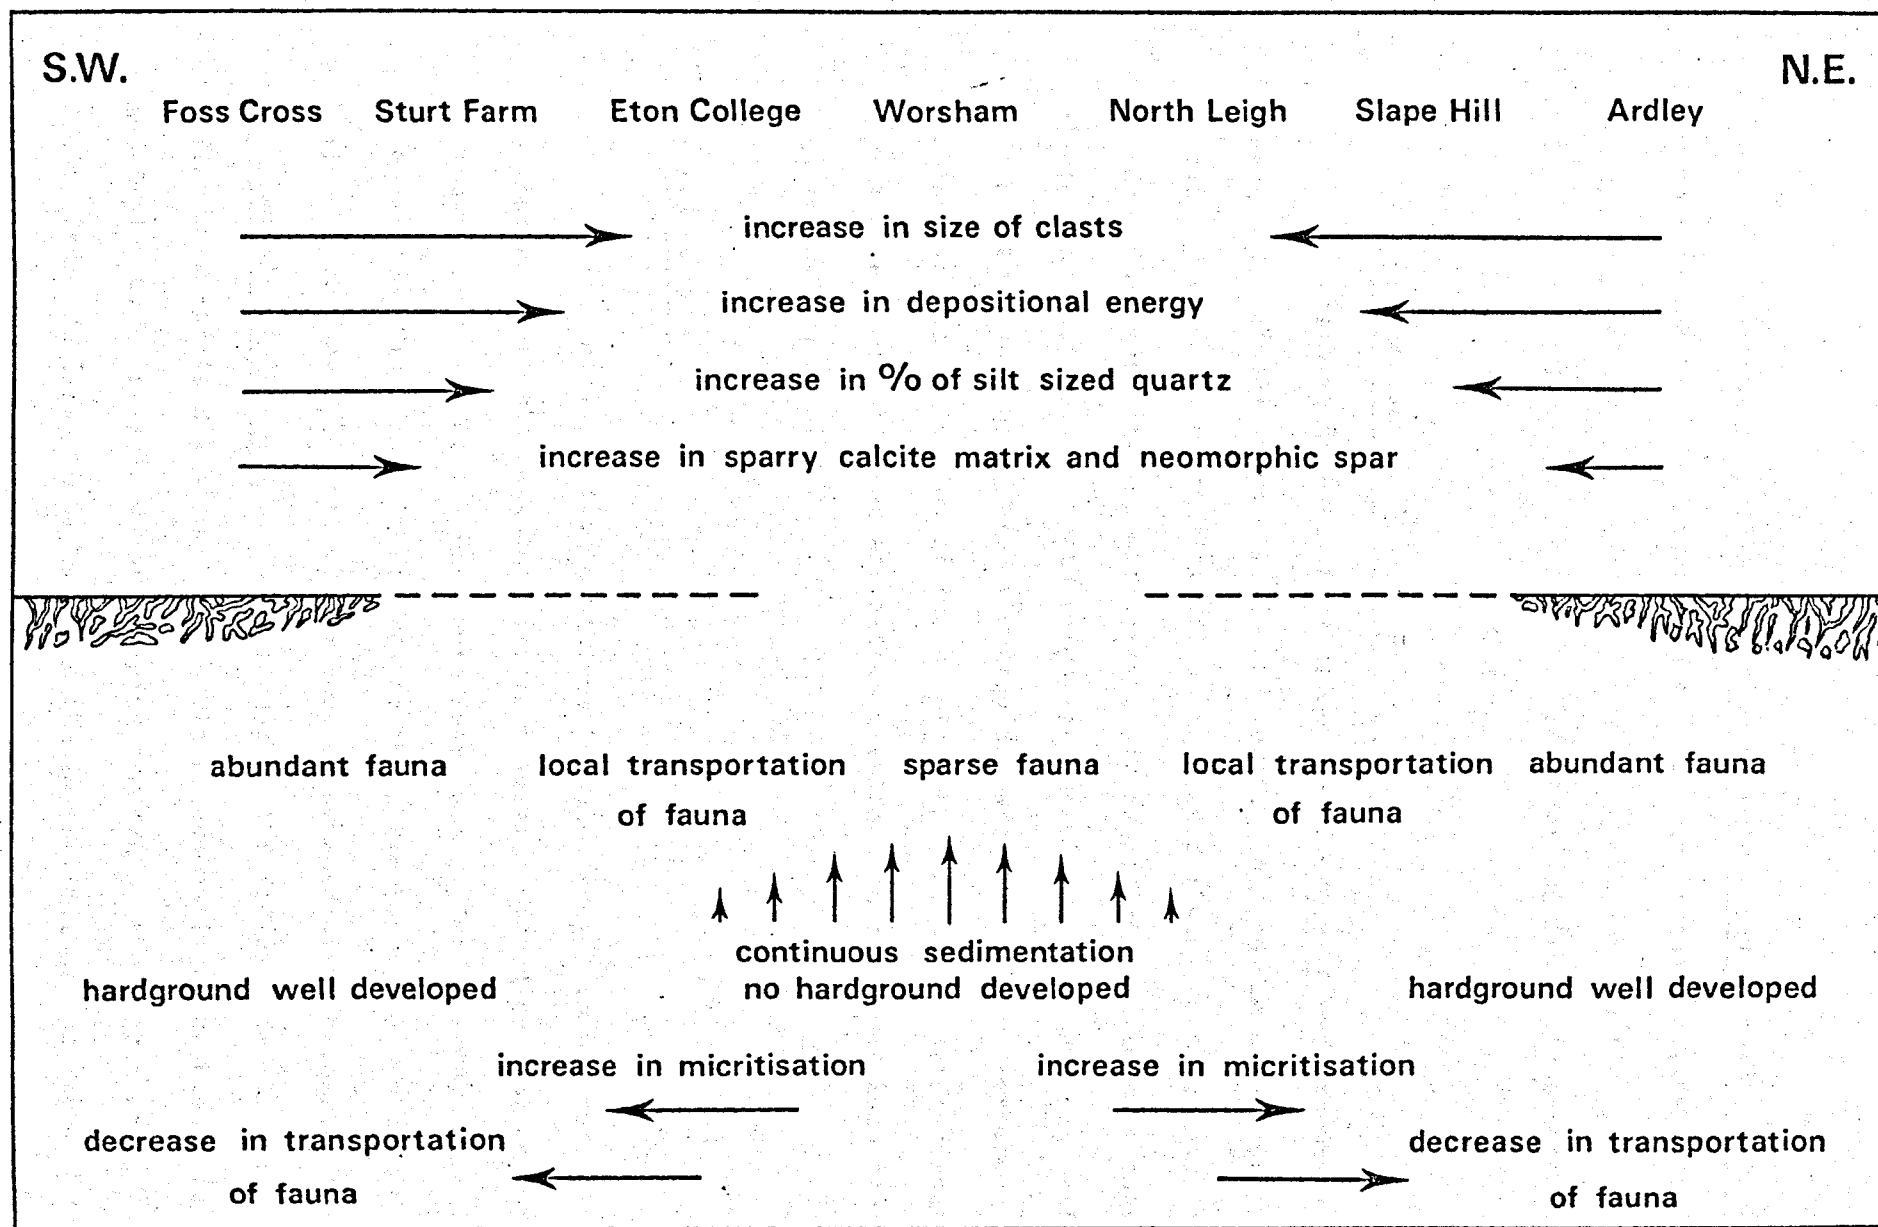 S.W. N.E.
Foss Cross Sturt Farm Eton College Worsham North Leigh Slape Hill Ardley
increase in size of clasts
increase in depositional energy
increase in % of silt sized quartz
increase in sparry calcite matrix and neomorphic spar
abundant fauna local transportation sparse fauna local transportation abundant fauna
of fauna of fauna
continuous sedimentation
hardground well developed no hardground developed hardground well developed
increase in micritisation increase in micritisation
decrease in transportation decrease in transportation
of fauna of fauna